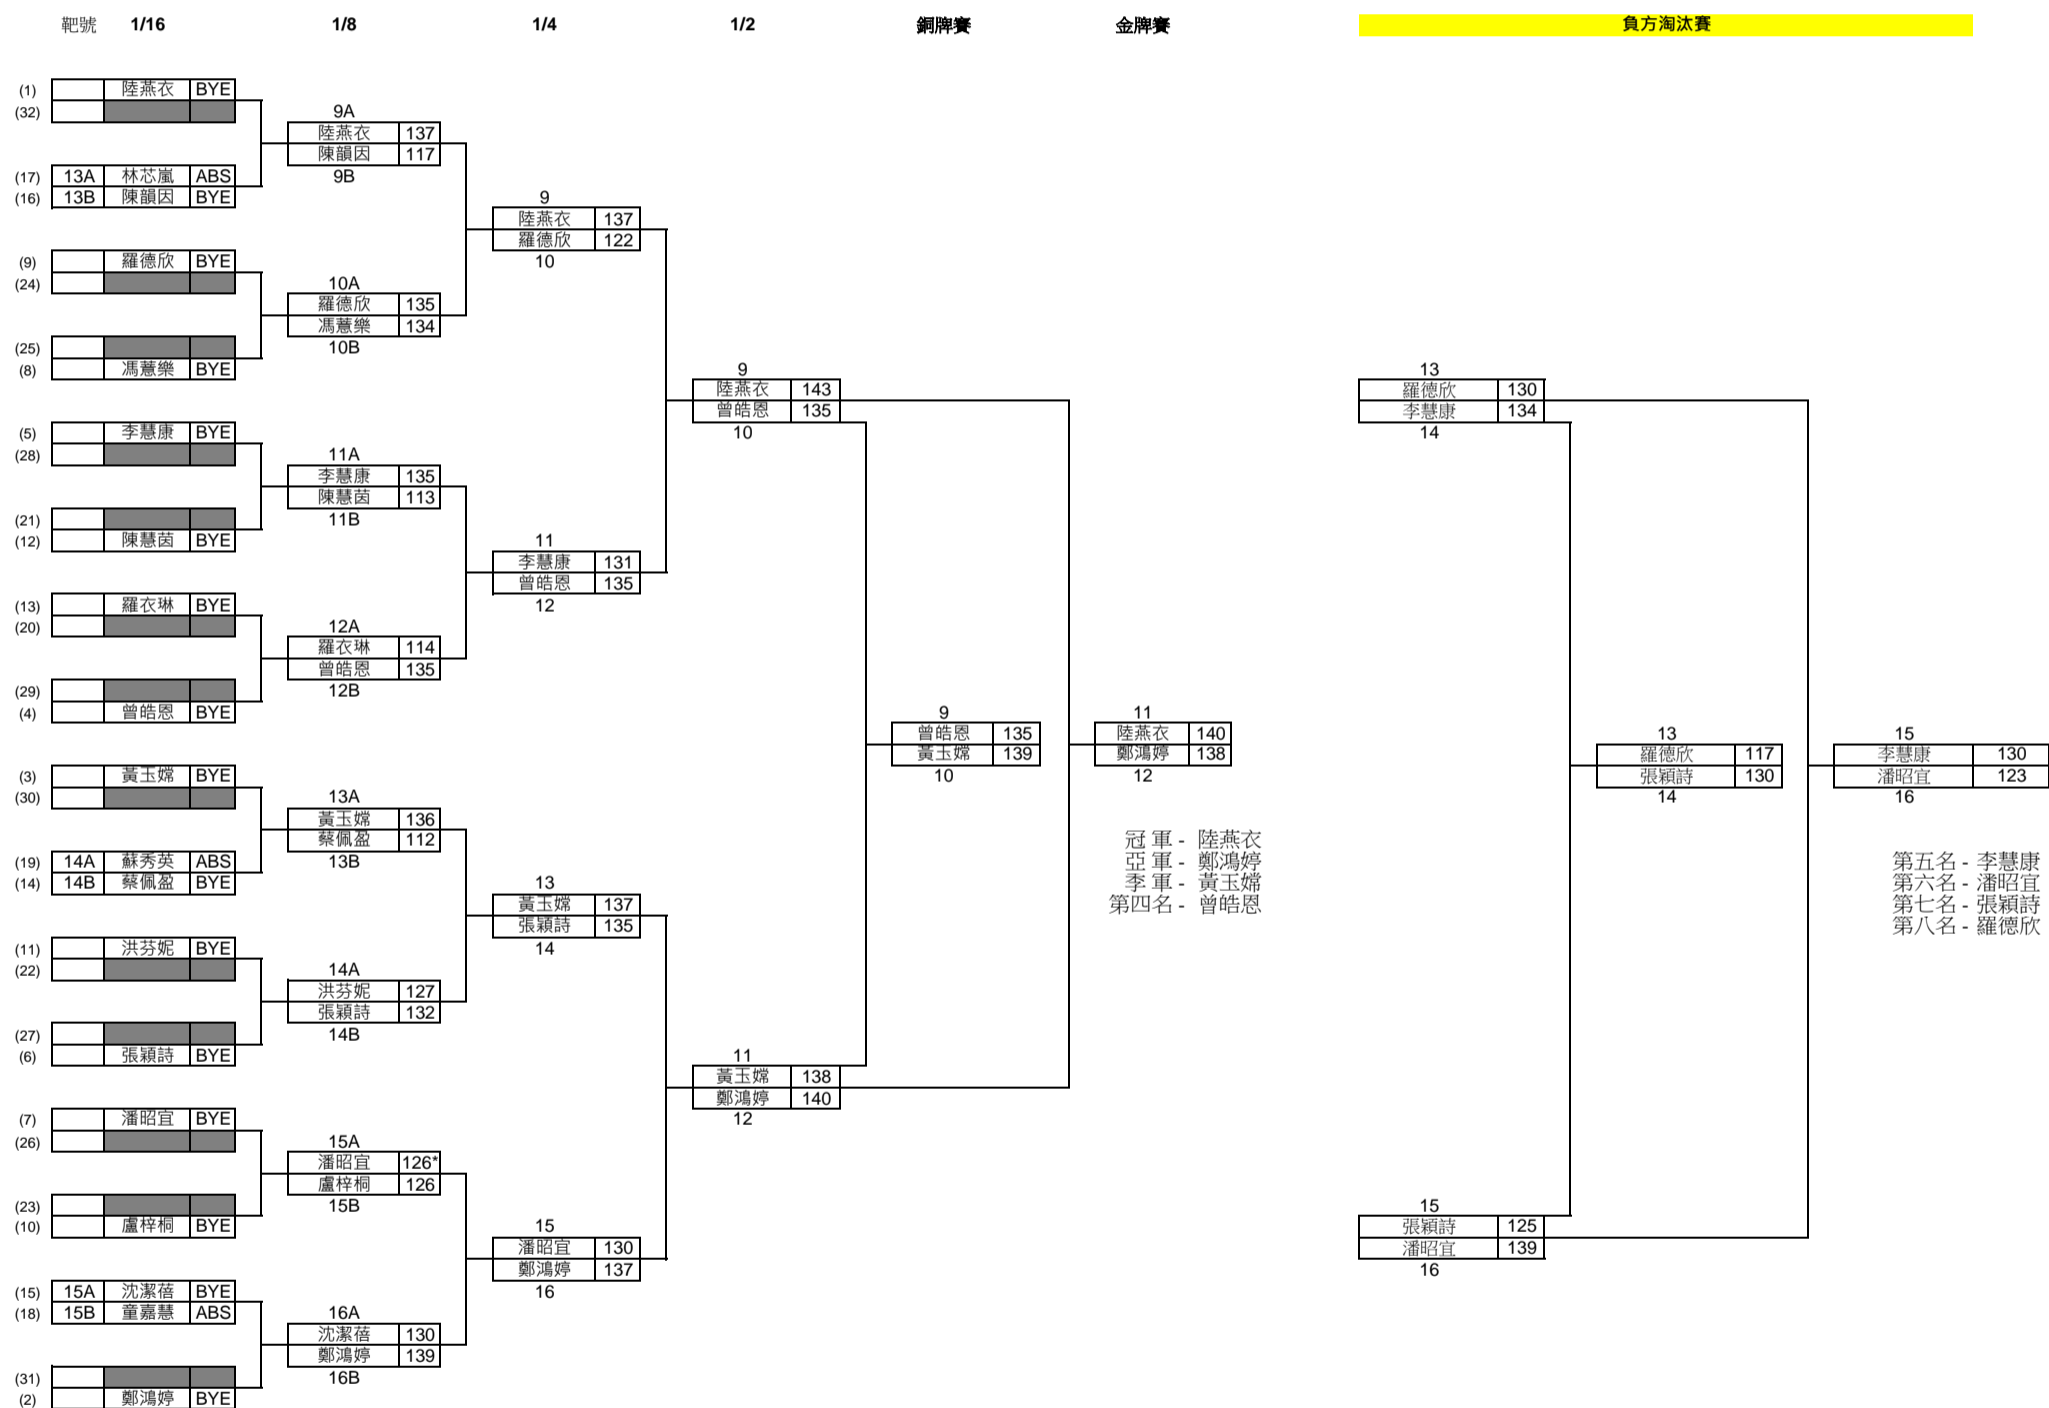 靶號 1/16 1/8 1/4 1/2 銅牌賽 金牌賽 負方淘汰賽
(1) 陸燕衣 BYE
(32)
9A
陸燕衣 137
陳韻因 117
9B
(17) 13A 林芯嵐 ABS
(16) 13B 陳韻因 BYE
9
陸燕衣 137
羅德欣 122
10
(9) 羅德欣 BYE
(24)
10A
羅德欣 135
馮薏樂 134
10B
(25)
(8) 馮薏樂 BYE
9
陸燕衣 143
曾皓恩 135
10
13
羅德欣 130
李慧康 134
14
(5) 李慧康 BYE
(28)
11A
李慧康 135
陳慧茵 113
11B
(21)
(12) 陳慧茵 BYE
11
李慧康 131
曾皓恩 135
12
(13) 羅衣琳 BYE
(20)
12A
羅衣琳 114
曾皓恩 135
12B
(29)
(4) 曾皓恩 BYE
9
曾皓恩 135
黃玉嫦 139
10
11
陸燕衣 140
鄭鴻婷 138
12
13
羅德欣 117
張穎詩 130
14
15
李慧康 130
潘昭宜 123
16
(3) 黃玉嫦 BYE
(30)
13A
黃玉嫦 136
蔡佩盈 112
13B
(19) 14A 蘇秀英 ABS
(14) 14B 蔡佩盈 BYE
冠 軍 - 陸燕衣
亞 軍 - 鄭鴻婷
季 軍 - 黃玉嫦
第四名 - 曾皓恩
第五名 - 李慧康
第六名 - 潘昭宜
第七名 - 張穎詩
第八名 - 羅德欣
13
黃玉嫦 137
張穎詩 135
14
(11) 洪芬妮 BYE
(22)
14A
洪芬妮 127
張穎詩 132
14B
(27)
(6) 張穎詩 BYE
11
黃玉嫦 138
鄭鴻婷 140
12
(7) 潘昭宜 BYE
(26)
15A
潘昭宜 126*
盧梓桐 126
15B
(23)
(10) 盧梓桐 BYE
15
潘昭宜 130
鄭鴻婷 137
16
15
張穎詩 125
潘昭宜 139
16
(15) 15A 沈潔蓓 BYE
(18) 15B 童嘉慧 ABS
16A
沈潔蓓 130
鄭鴻婷 139
16B
(31)
(2) 鄭鴻婷 BYE